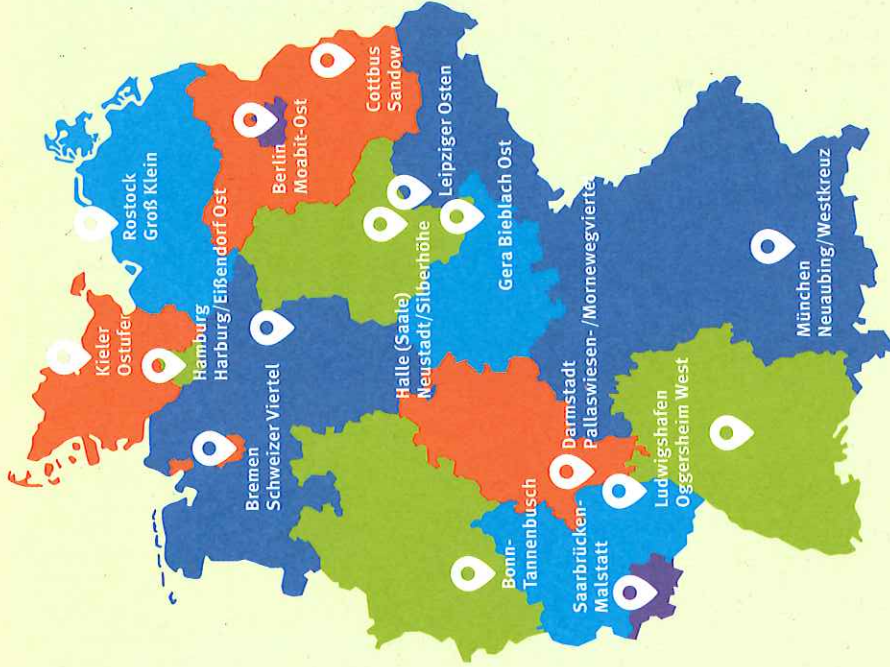 Kieler
Ostufer
Rostock
Groß Klein
Hamburg
Harburg/Eißendorf Ost
Bremen
Schweizer Viertel
Berlin
Moabit-Ost
Cottbus
Sandow
Halle (Saale)
Neustadt/Silberhöhe
Leipziger Osten
Gera Bieblach Ost
Bonn-
Tannenbusch
Darmstadt
Pallaswiesen-/Mornewegviertel
Saarbrücken-
Malstatt
Ludwigshafen
Oggersheim West
München
Neuaubing/Westkreuz